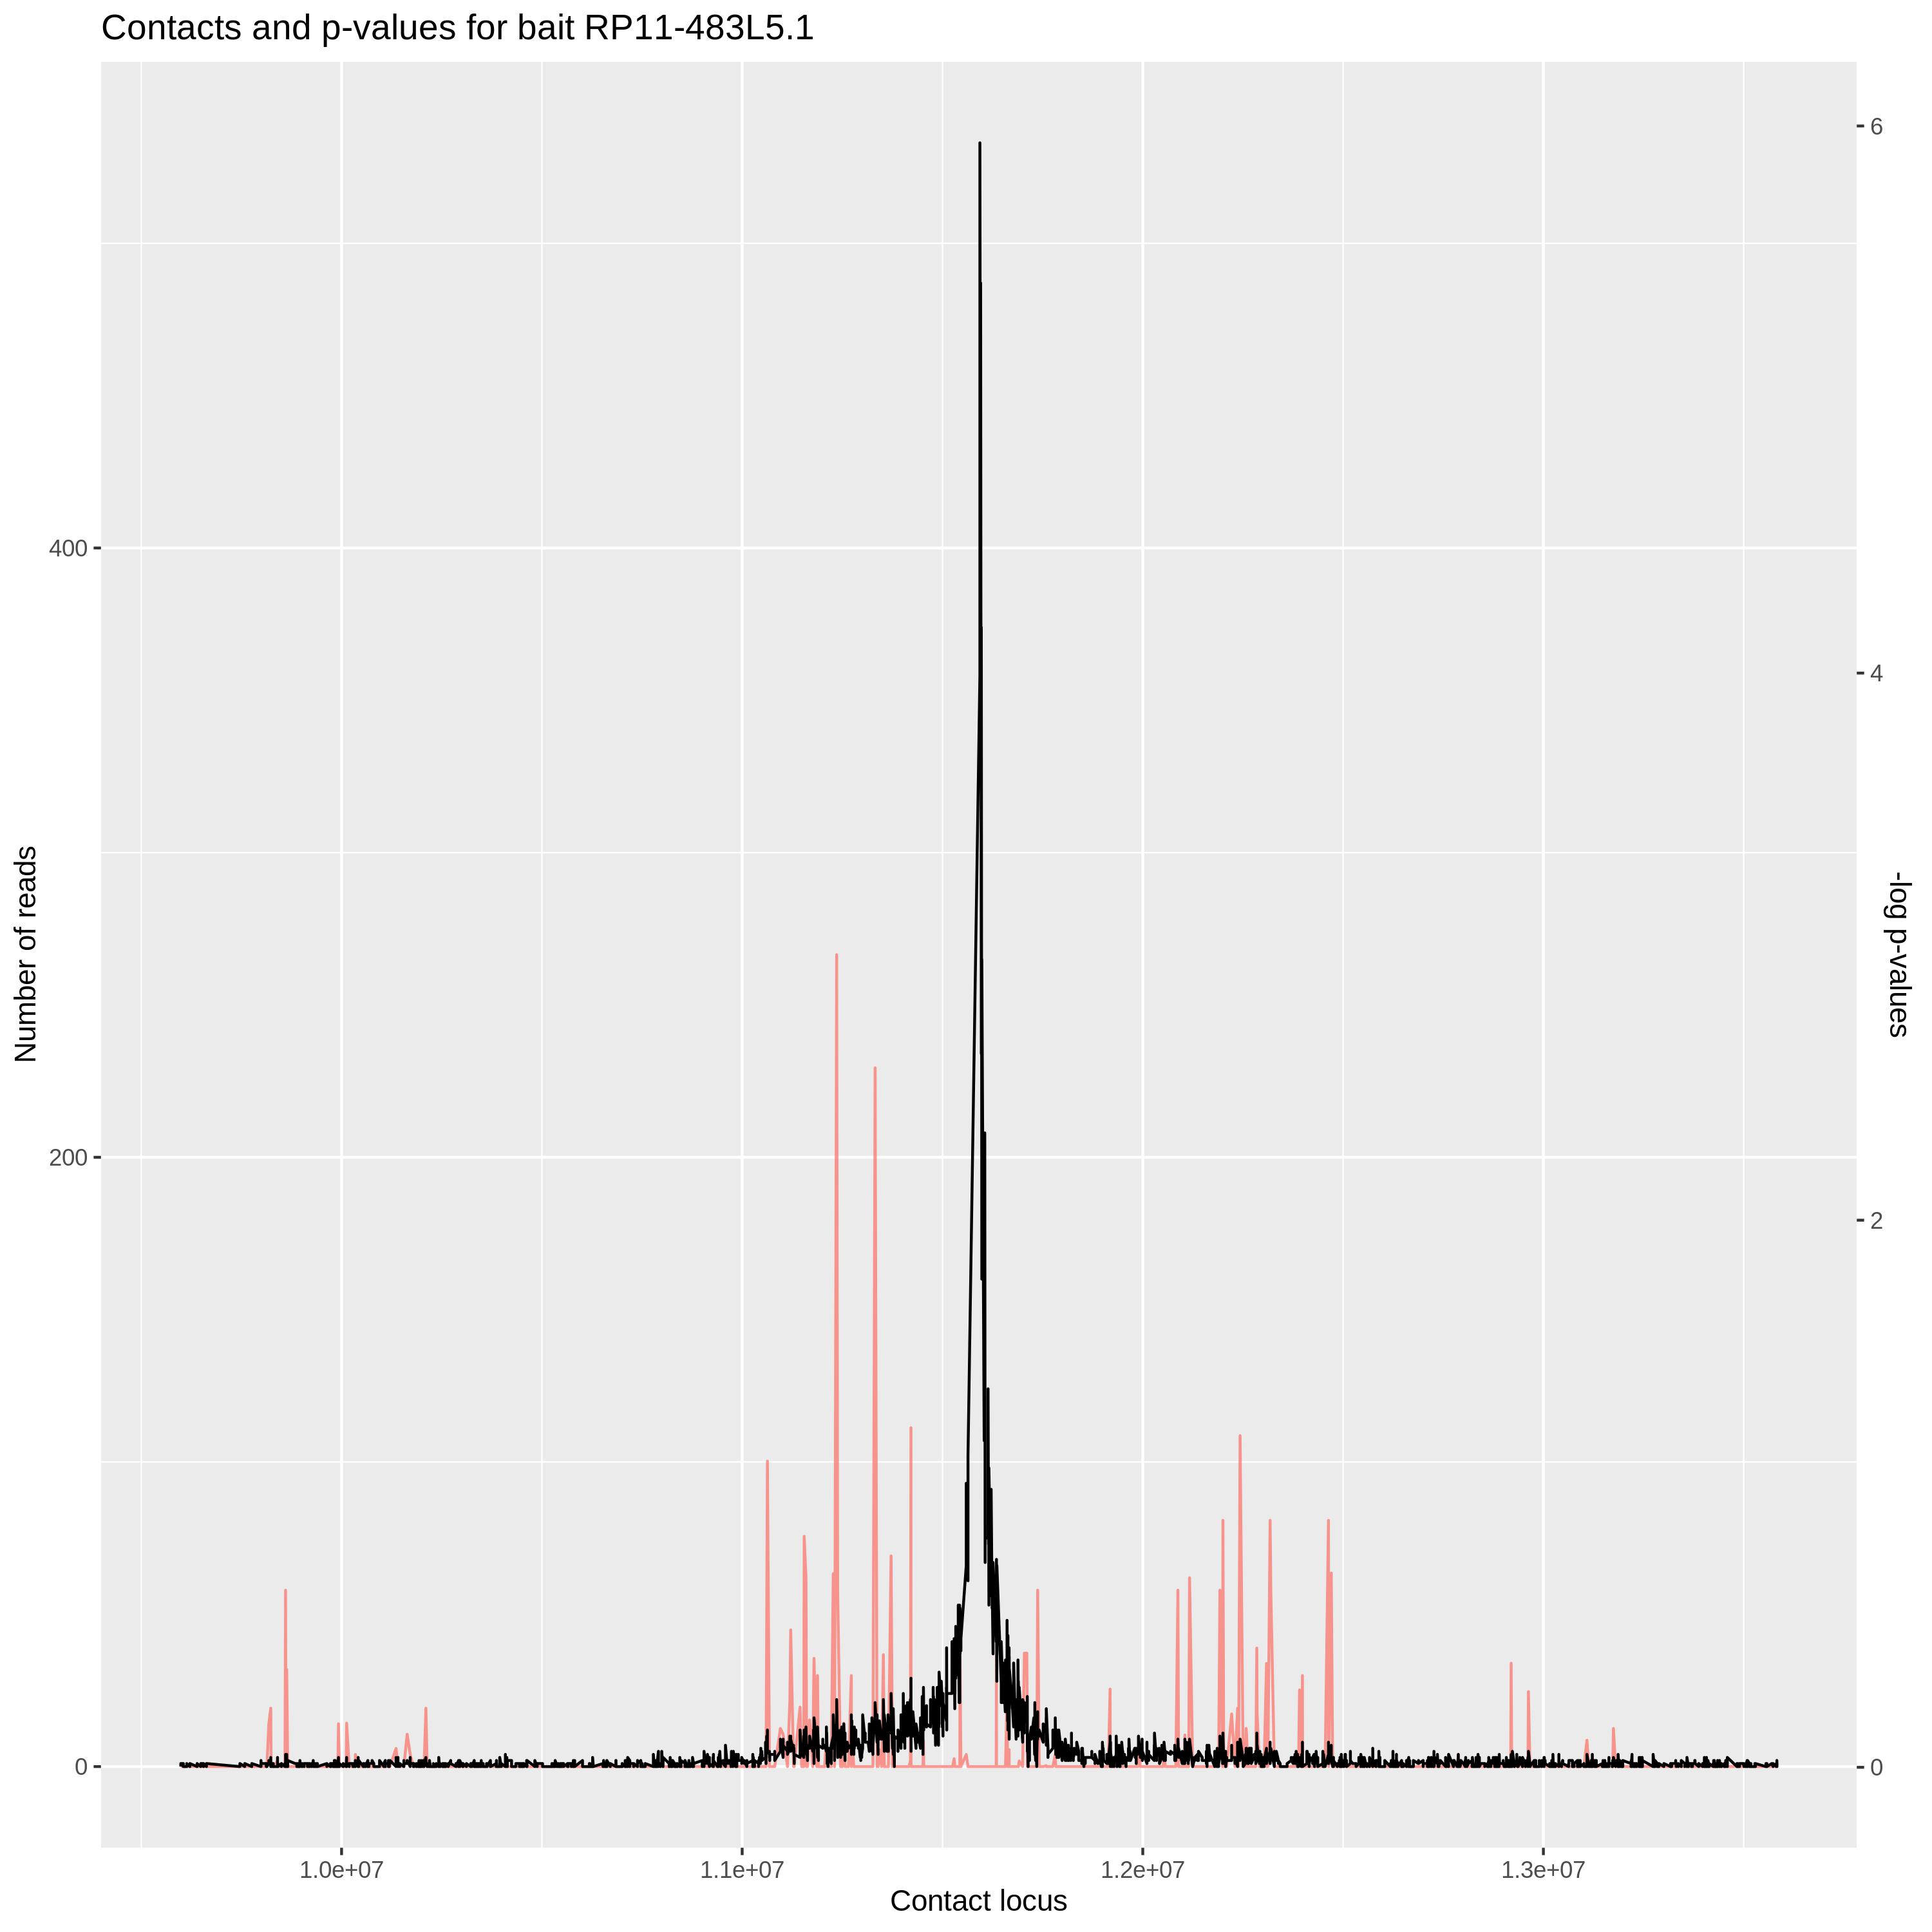 Contacts and p-values for bait RP11-483L5.1
Number of reads
400
200
0
6
4
2
0
-log p-values
1.0e+07
1.1e+07
1.2e+07
1.3e+07
Contact locus